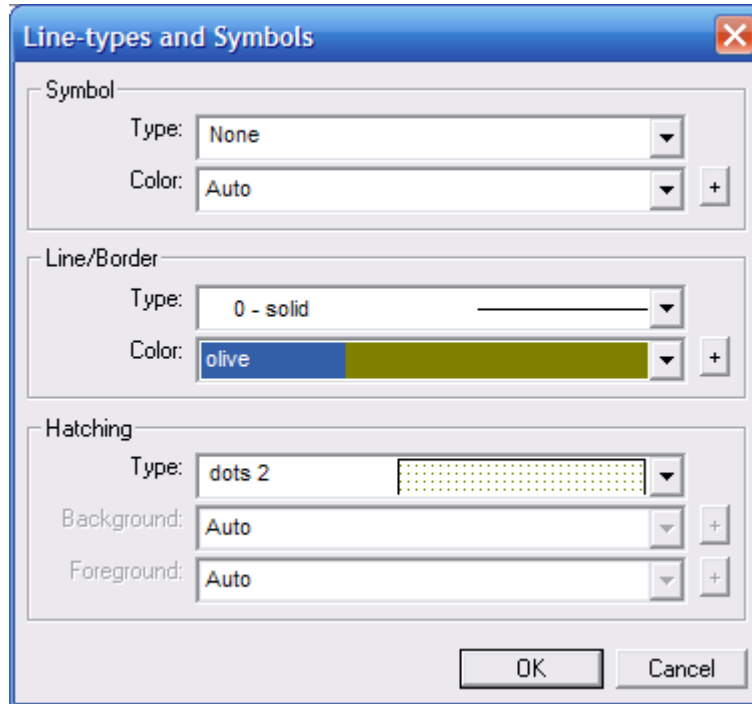 Line-types and Symbols
Symbol
Type: None
Color: Auto +
Line/Border
Type: 0 - solid
Color: olive +
Hatching
Type: dots 2
Background: Auto +
Foreground: Auto +
OK Cancel